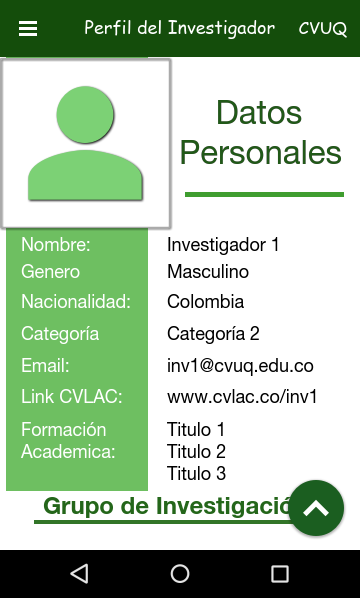 Perfil del Investigador CVUQ
Datos
Personales
Nombre: Investigador 1
Genero Masculino
Nacionalidad: Colombia
Categoría Categoría 2
Email: inv1@cvuq.edu.co
Link CVLAC: www.cvlac.co/inv1
Formación Titulo 1
Academica: Titulo 2
Titulo 3
Grupo de Investigació